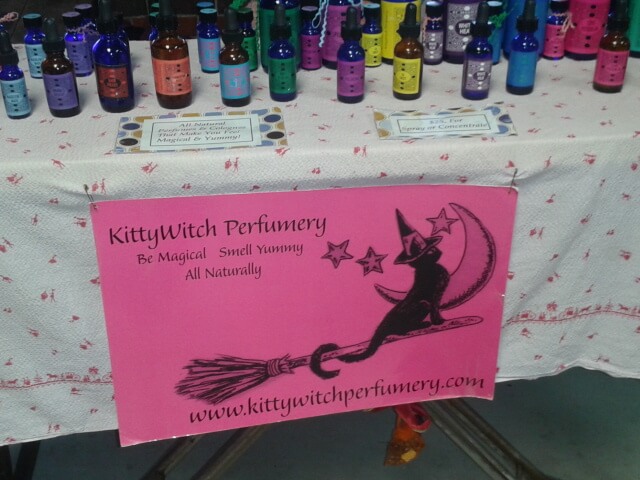 All Natural
Perfumes & Colognes
That Make You Feel
Magical & Yummy!
Spray or Concentrate
KittyWitch Perfumery
Be Magical Smell Yummy
All Naturally
www.kittywitchperfumery.com